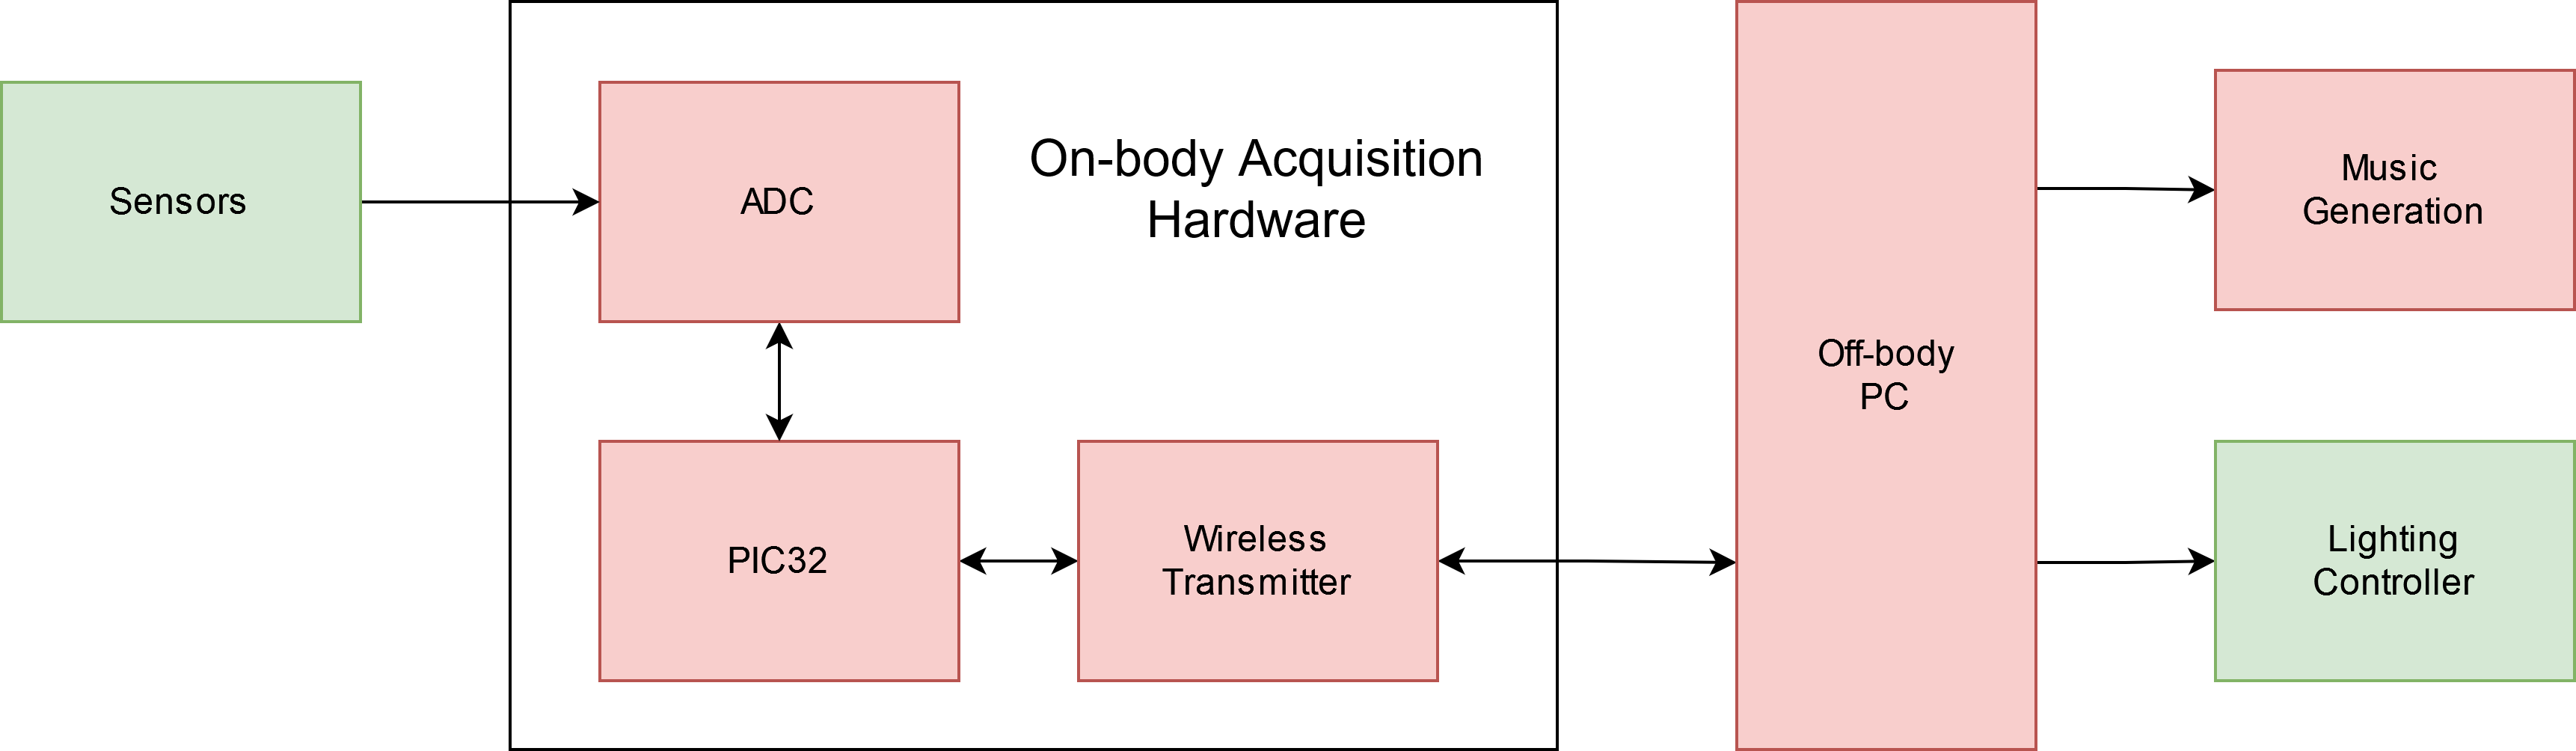 Sensors
ADC
On-body Acquisition
Hardware
PIC32
Wireless
Transmitter
Off-body
PC
Music
Generation
Lighting
Controller